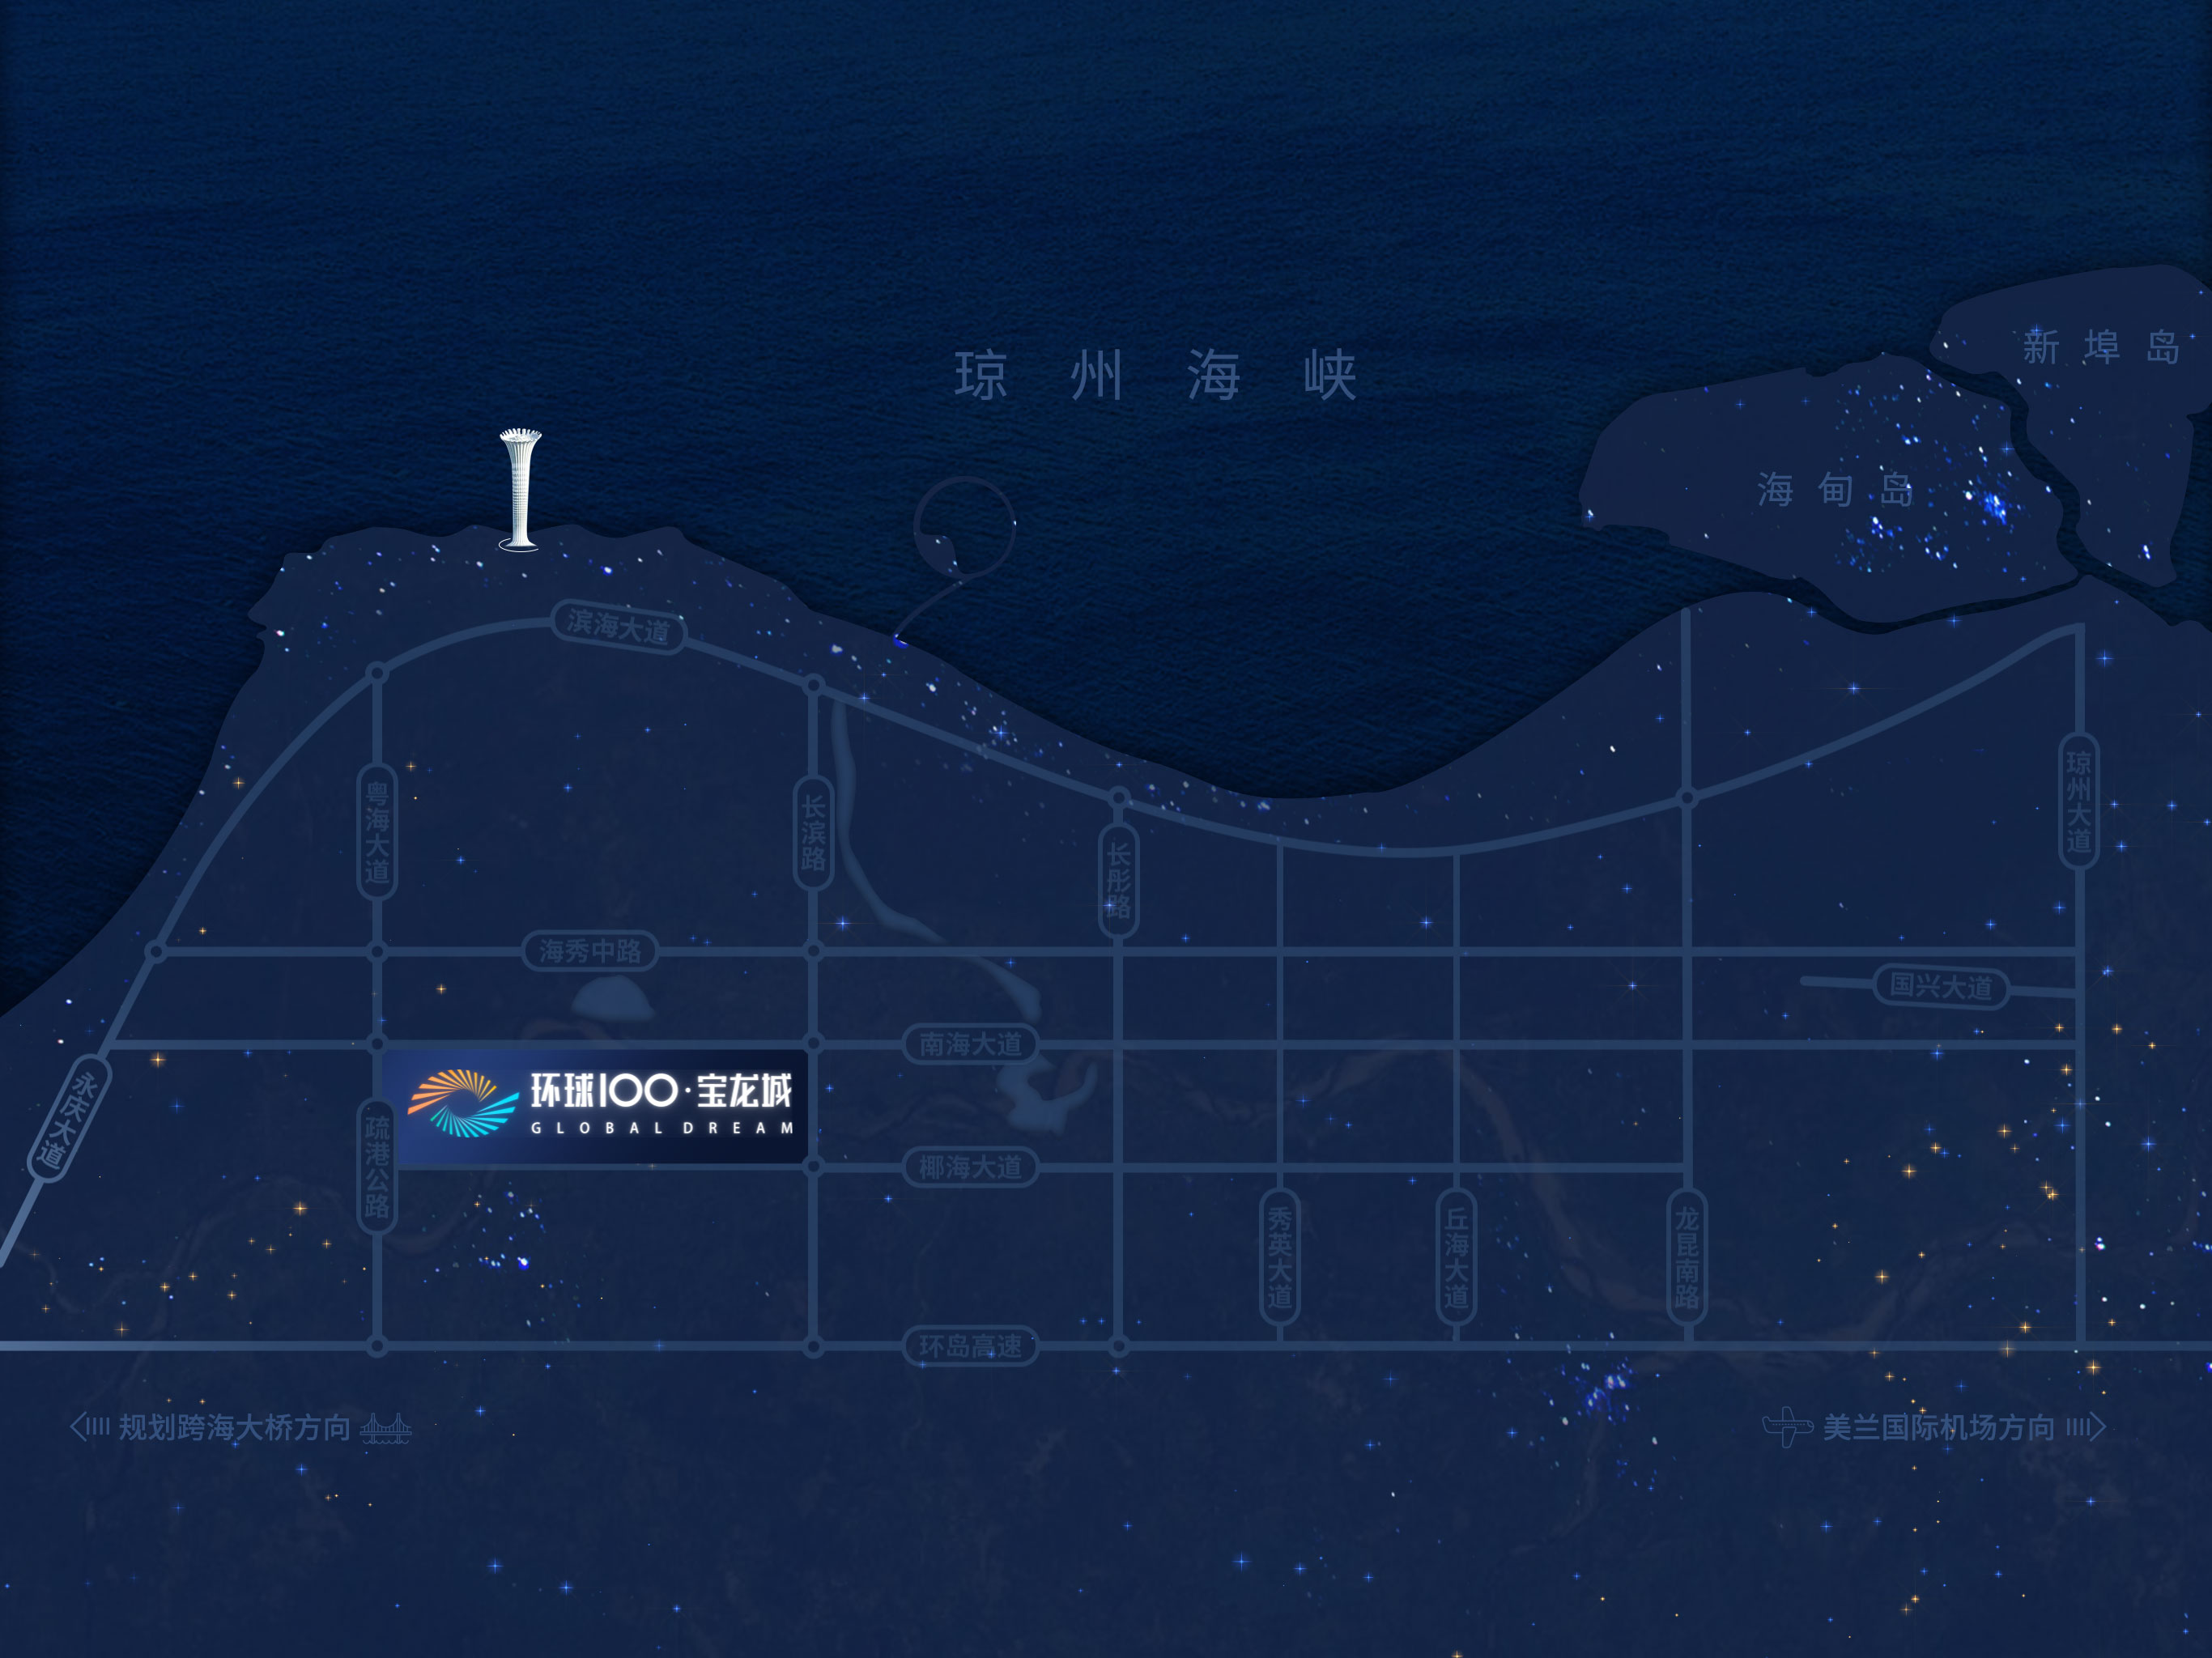 琼州海峡
新埠岛
海甸岛
滨海大道
粤海大道
长滨路
长彤路
琼州大道
海秀中路
国兴大道
南海大道
永庆大道
疏港公路
环球100·宝龙城
GLOBAL DREAM
椰海大道
秀英大道
丘海大道
龙昆南路
环岛高速
规划跨海大桥方向
美兰国际机场方向